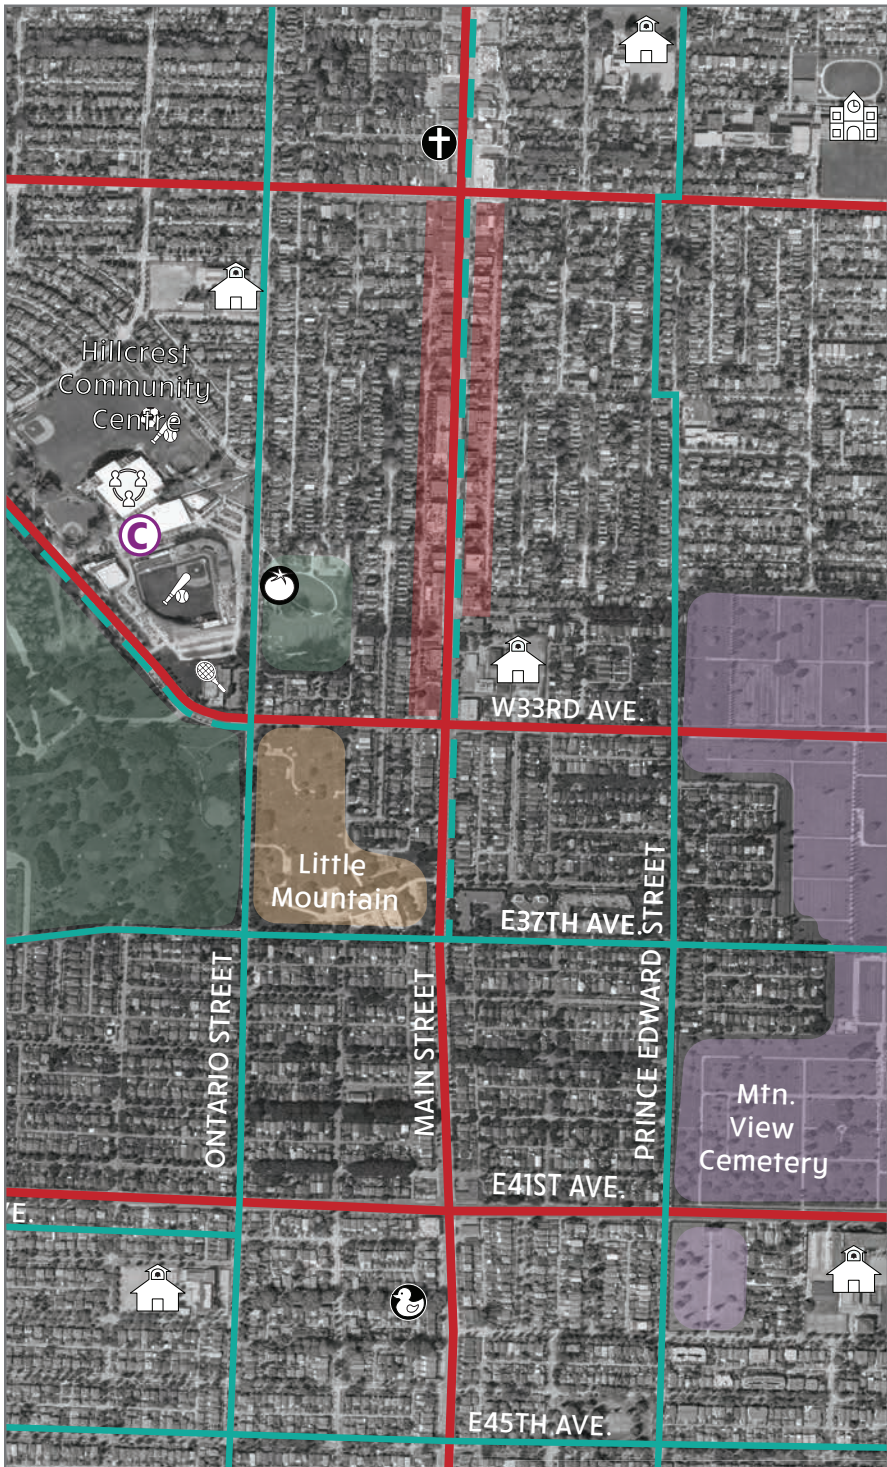 Hillcrest
Community
Centre
C
W33RD AVE.
Little
Mountain
E37TH AVE.
ONTARIO STREET
MAIN STREET
PRINCE EDWARD STREET
Mtn.
View
Cemetery
E41ST AVE.
VE.
E45TH AVE.